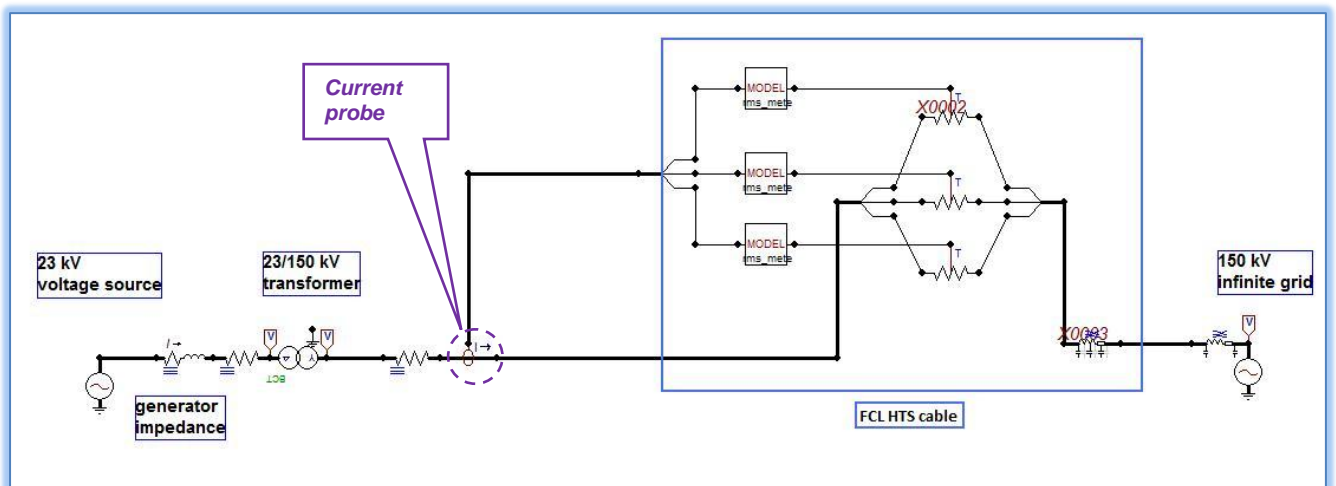 Current
probe
MODEL
rms_mete
T
X0002
MODEL
rms_mete
T
MODEL
rms_mete
T
23 kV
voltage source
23/150 kV
transformer
150 kV
infinite grid
I
V
V
I
X0003
V
BCT
Y
generator
impedance
FCL HTS cable